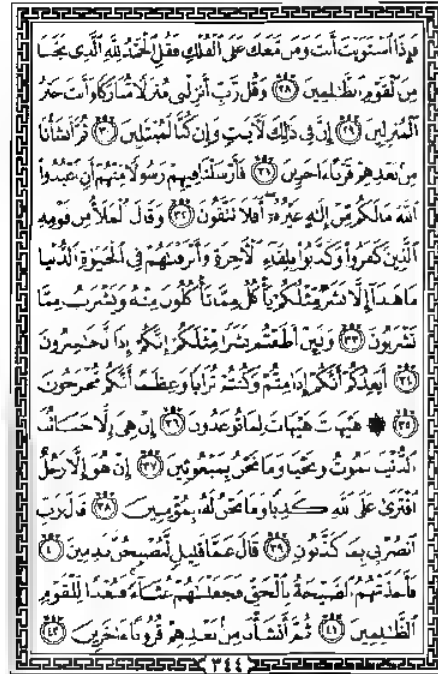 فَإِذَا ٱسْتَوَيْتَ أَنتَ وَمَن مَّعَكَ عَلَى ٱلْفُلْكِ فَقُلِ ٱلْحَمْدُ لِلَّهِ ٱلَّذِى نَجَّىٰنَا
مِنَ ٱلْقَوْمِ ٱلظَّـٰلِمِينَ ٢٨ وَقُل رَّبِّ أَنزِلْنِى مُنزَلًا مُّبَارَكًا وَأَنتَ خَيْرُ
ٱلْمُنزِلِينَ ٢٩ إِنَّ فِى ذَٰلِكَ لَـَٔايَـٰتٍ وَإِن كُنَّا لَمُبْتَلِينَ ٣٠ ثُمَّ أَنشَأْنَا
مِنۢ بَعْدِهِمْ قَرْنًا ءَاخَرِينَ ٣١ فَأَرْسَلْنَا فِيهِمْ رَسُولًا مِّنْهُمْ أَنِ ٱعْبُدُوا۟
ٱللَّهَ مَا لَكُم مِّنْ إِلَـٰهٍ غَيْرُهُۥٓ أَفَلَا تَتَّقُونَ ٣٢ وَقَالَ ٱلْمَلَأُ مِن قَوْمِهِ
ٱلَّذِينَ كَفَرُوا۟ وَكَذَّبُوا۟ بِلِقَآءِ ٱلْـَٔاخِرَةِ وَأَتْرَفْنَـٰهُمْ فِى ٱلْحَيَوٰةِ ٱلدُّنْيَا
مَا هَـٰذَآ إِلَّا بَشَرٌ مِّثْلُكُمْ يَأْكُلُ مِمَّا تَأْكُلُونَ مِنْهُ وَيَشْرَبُ مِمَّا
تَشْرَبُونَ ٣٣ وَلَئِنْ أَطَعْتُم بَشَرًا مِّثْلَكُمْ إِنَّكُمْ إِذًا لَّخَـٰسِرُونَ
٣٤ أَيَعِدُكُمْ أَنَّكُمْ إِذَا مِتُّمْ وَكُنتُمْ تُرَابًا وَعِظَـٰمًا أَنَّكُم مُّخْرَجُونَ
٣٥ ۞ هَيْهَاتَ هَيْهَاتَ لِمَا تُوعَدُونَ ٣٦ إِنْ هِىَ إِلَّا حَيَاتُنَا
ٱلدُّنْيَا نَمُوتُ وَنَحْيَا وَمَا نَحْنُ بِمَبْعُوثِينَ ٣٧ إِنْ هُوَ إِلَّا رَجُلٌ
ٱفْتَرَىٰ عَلَى ٱللَّهِ كَذِبًا وَمَا نَحْنُ لَهُۥ بِمُؤْمِنِينَ ٣٨ قَالَ رَبِّ
ٱنصُرْنِى بِمَا كَذَّبُونِ ٣٩ قَالَ عَمَّا قَلِيلٍ لَّيُصْبِحُنَّ نَـٰدِمِينَ ٤٠
فَأَخَذَتْهُمُ ٱلصَّيْحَةُ بِٱلْحَقِّ فَجَعَلْنَـٰهُمْ غُثَآءً فَبُعْدًا لِّلْقَوْمِ
ٱلظَّـٰلِمِينَ ٤١ ثُمَّ أَنشَأْنَا مِنۢ بَعْدِهِمْ قُرُونًا ءَاخَرِينَ ٤٢
٣٤٤